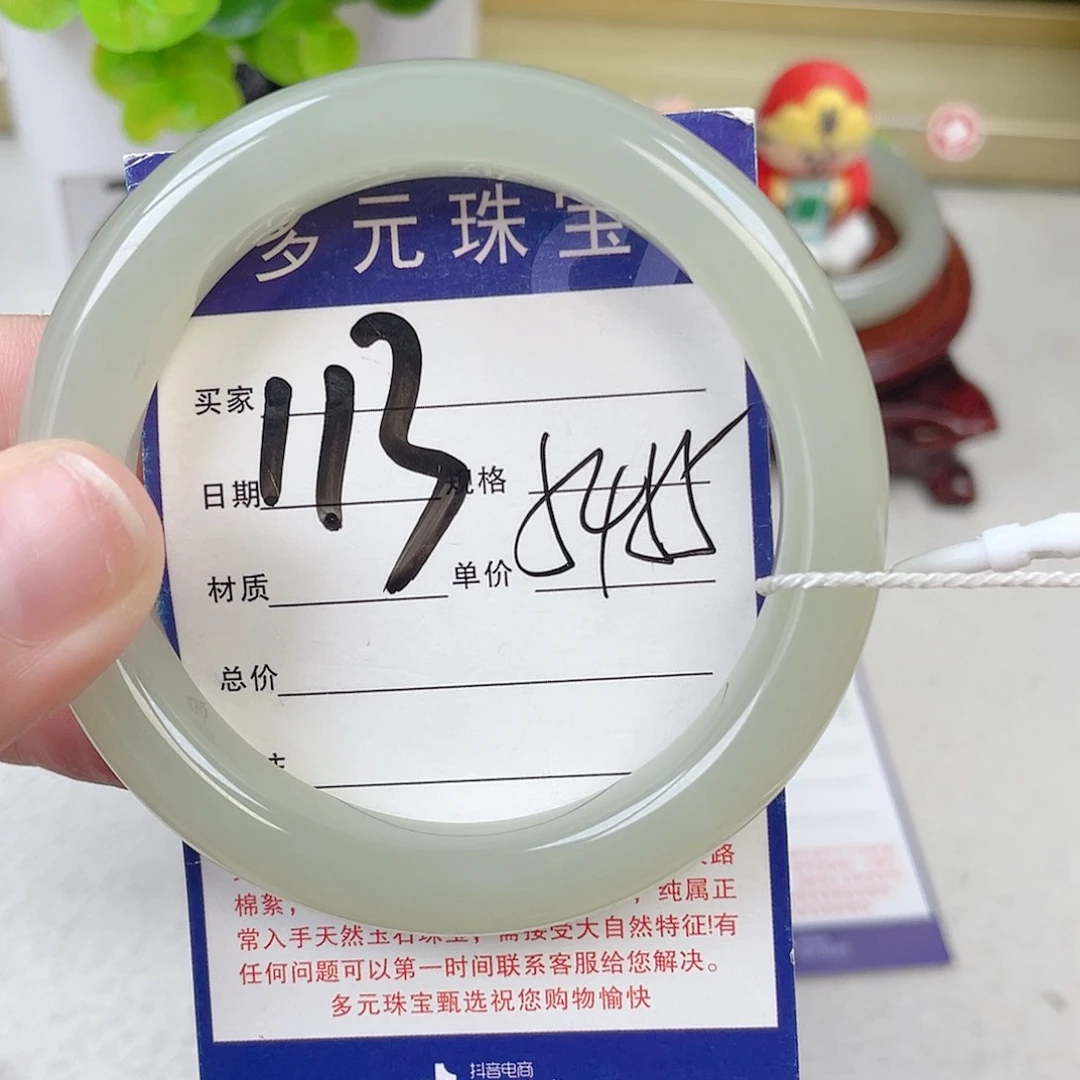 多元珠宝
113
买家
日期 规格
材质 单价
总价
路
棉絮， ，纯属正
常入手天然玉石珠宝，需接受大自然特征!有
任何问题可以第一时间联系客服给您解决。
多元珠宝甄选祝您购物愉快
抖音电商